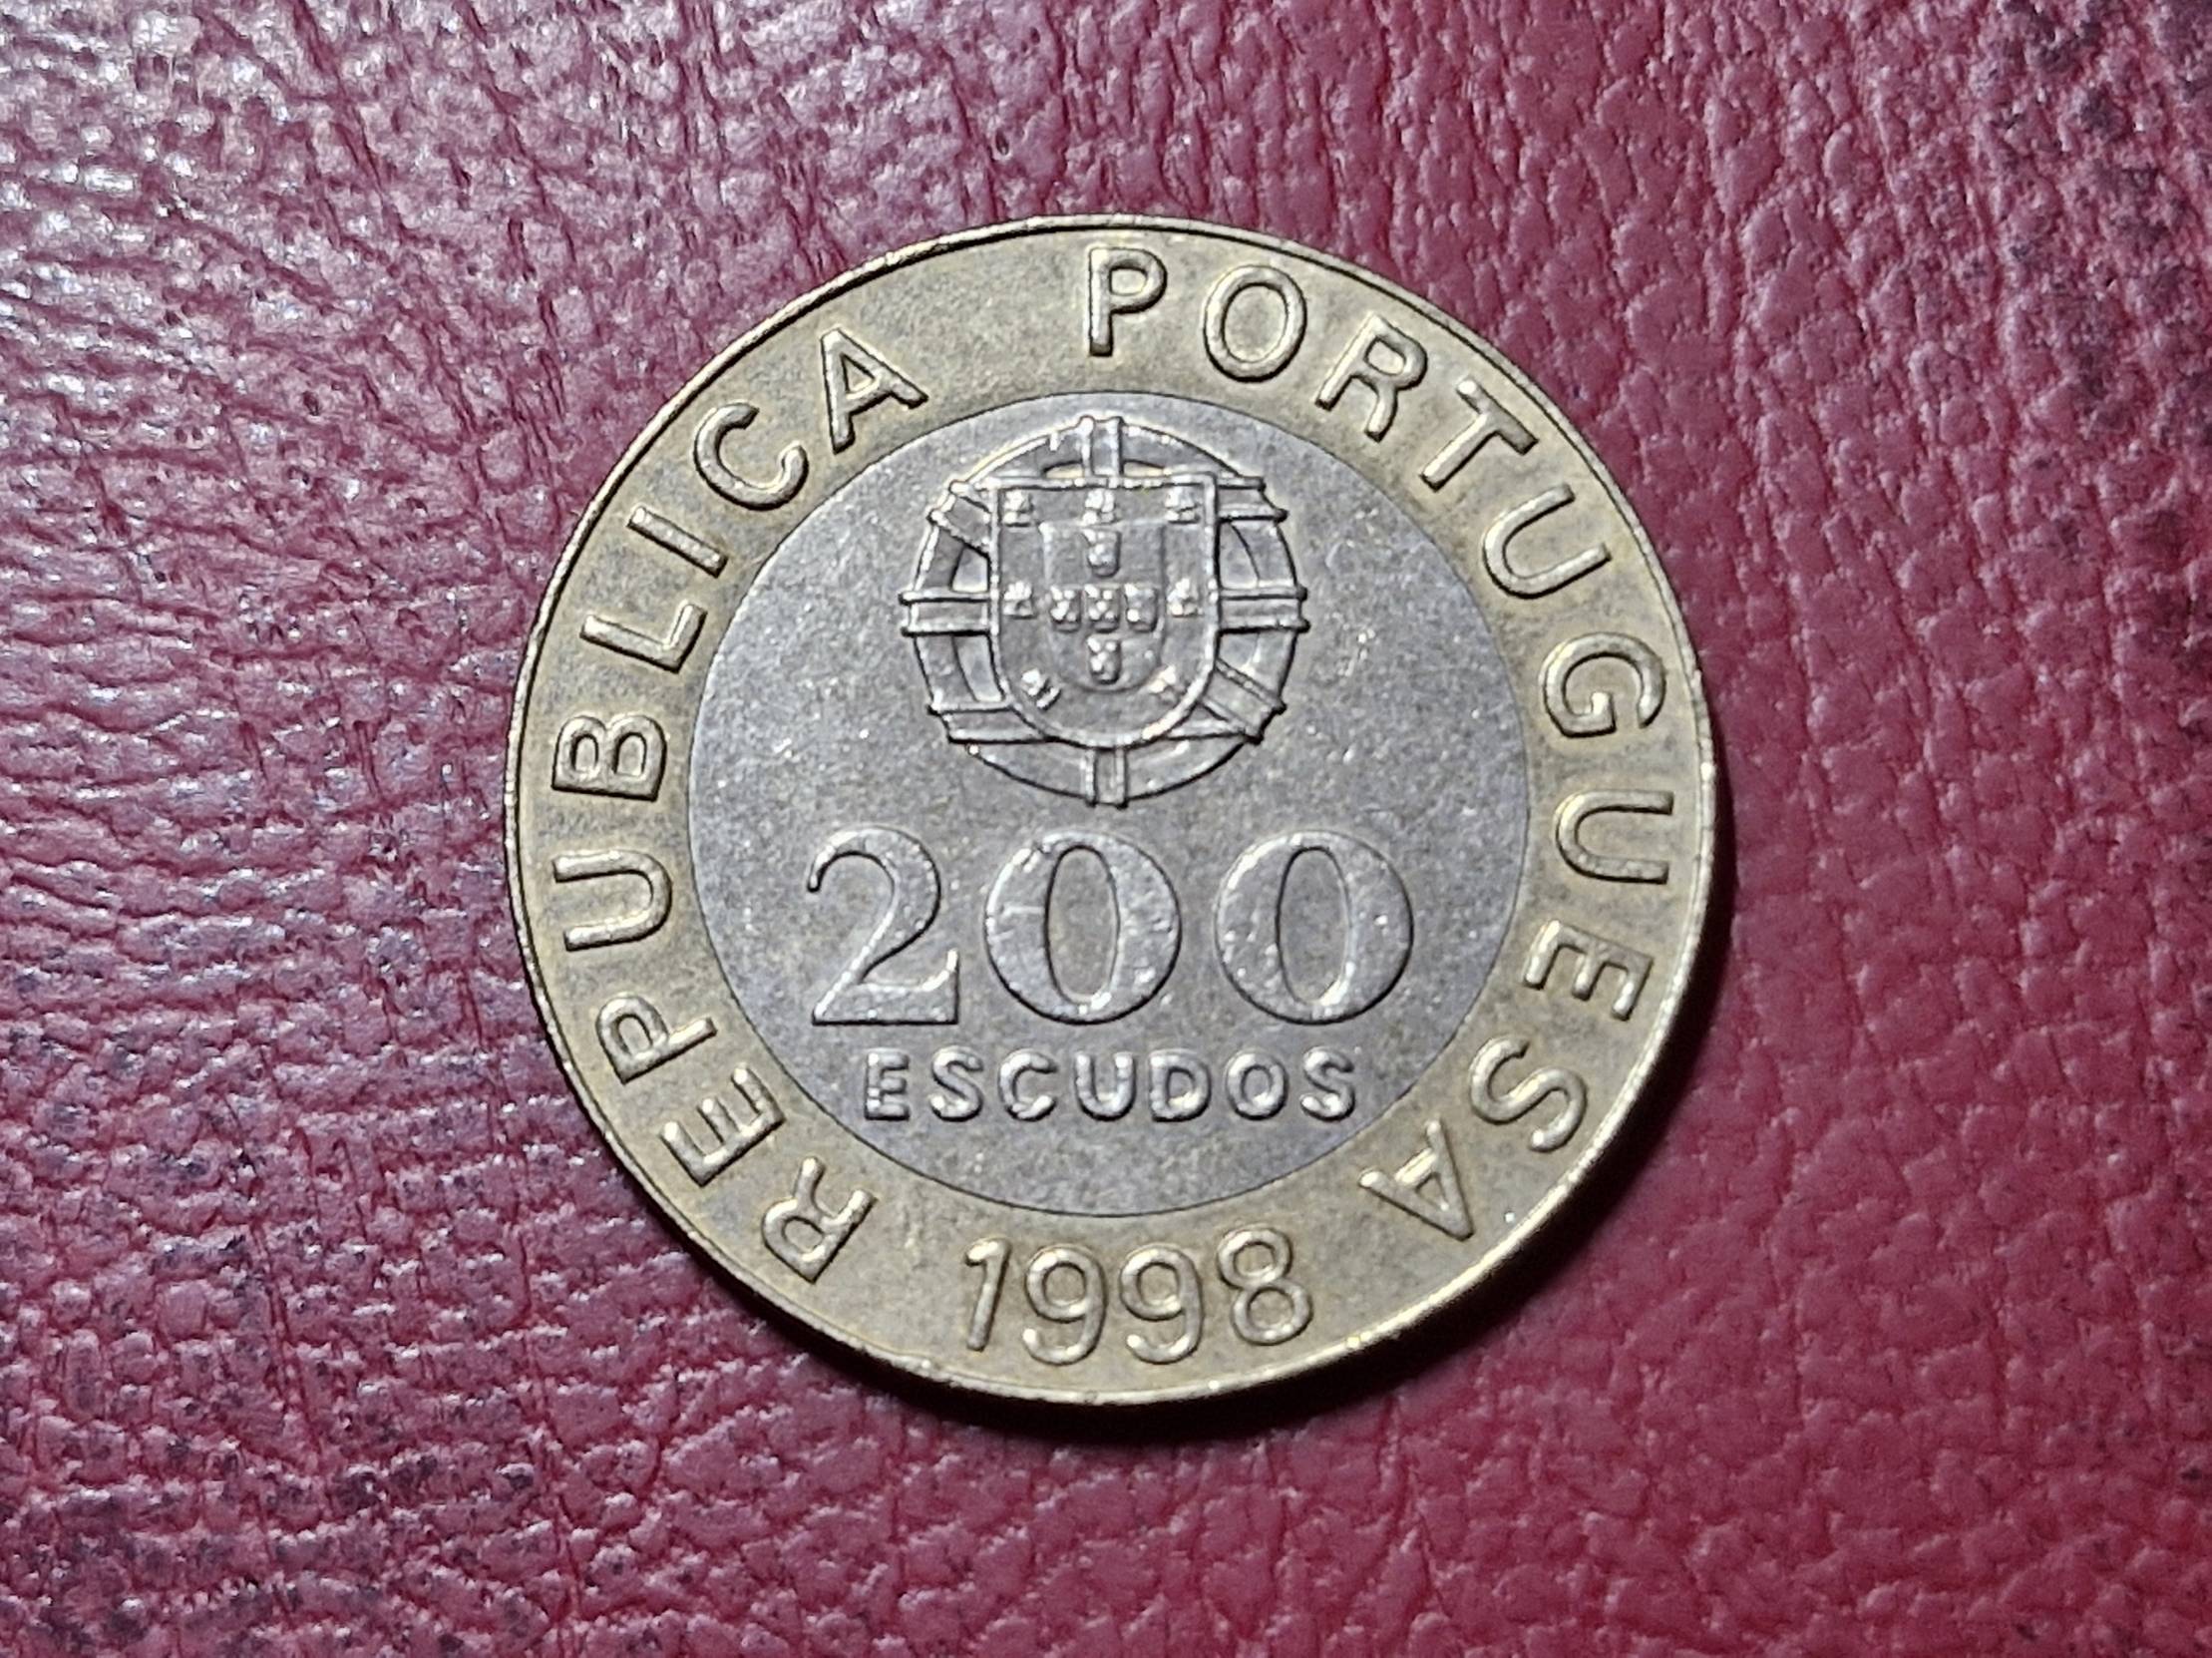 REPUBLICA PORTUGUESA
200
ESCUDOS
1998